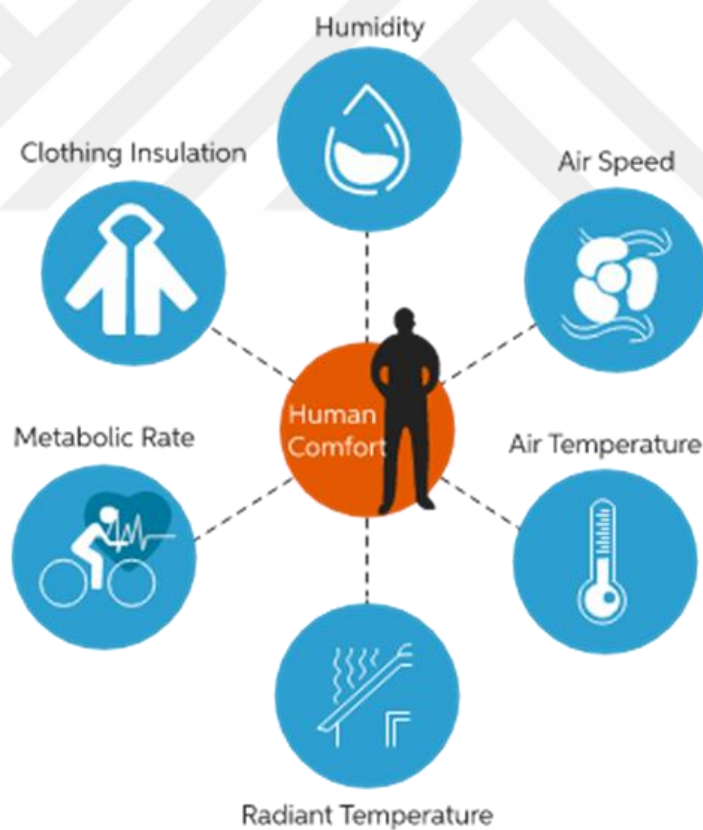 Humidity
Clothing Insulation
Air Speed
Human
Comfort
Metabolic Rate
Air Temperature
Radiant Temperature